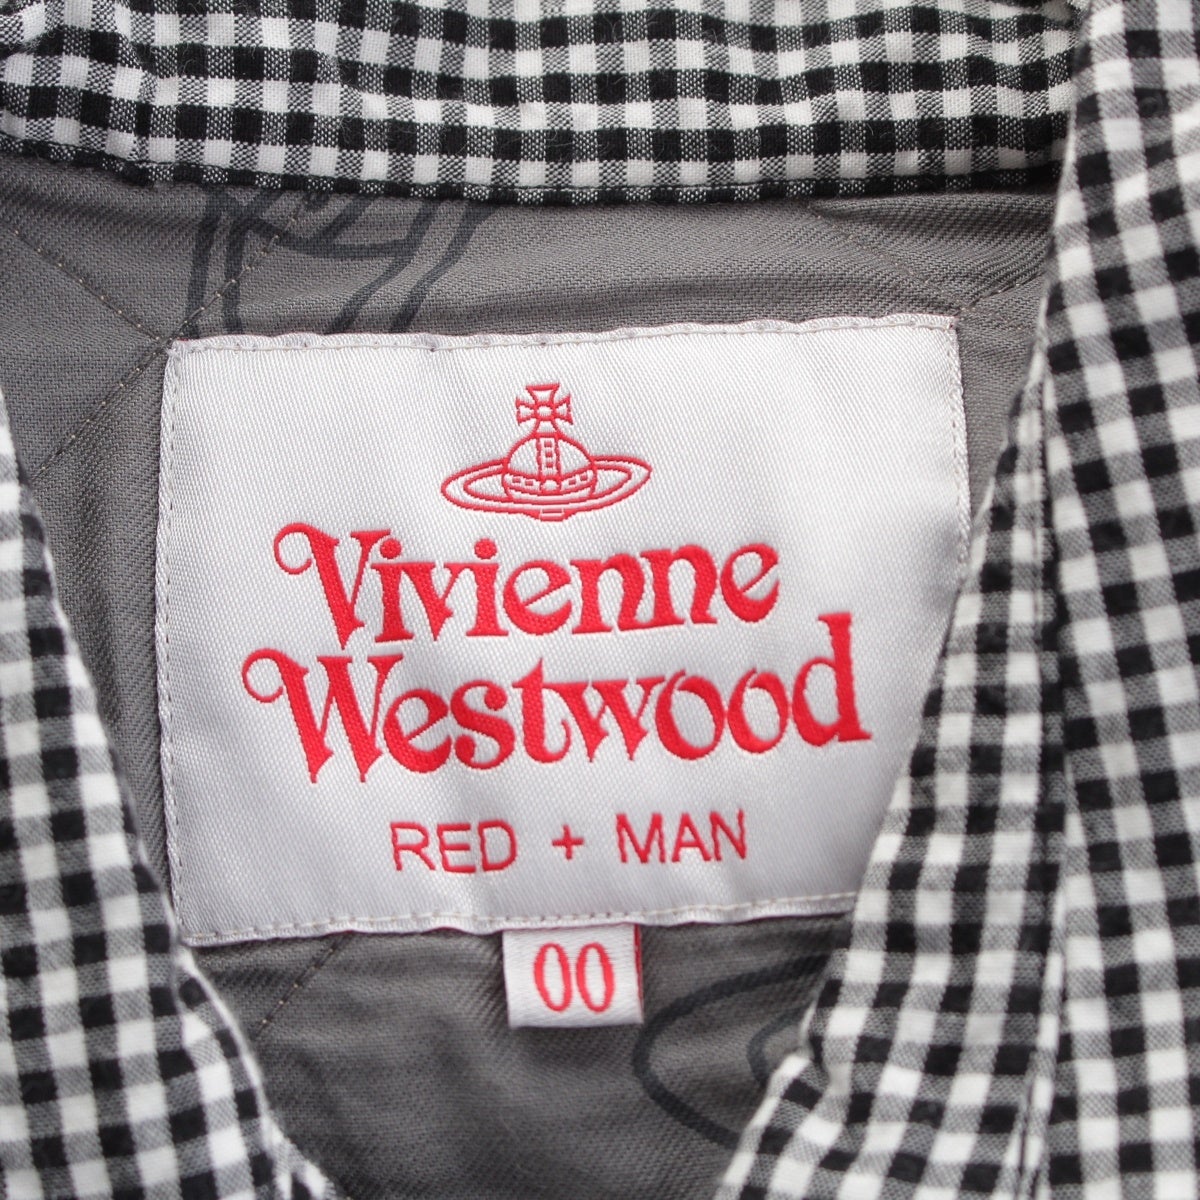 Vivienne
Westwood
RED + MAN
00